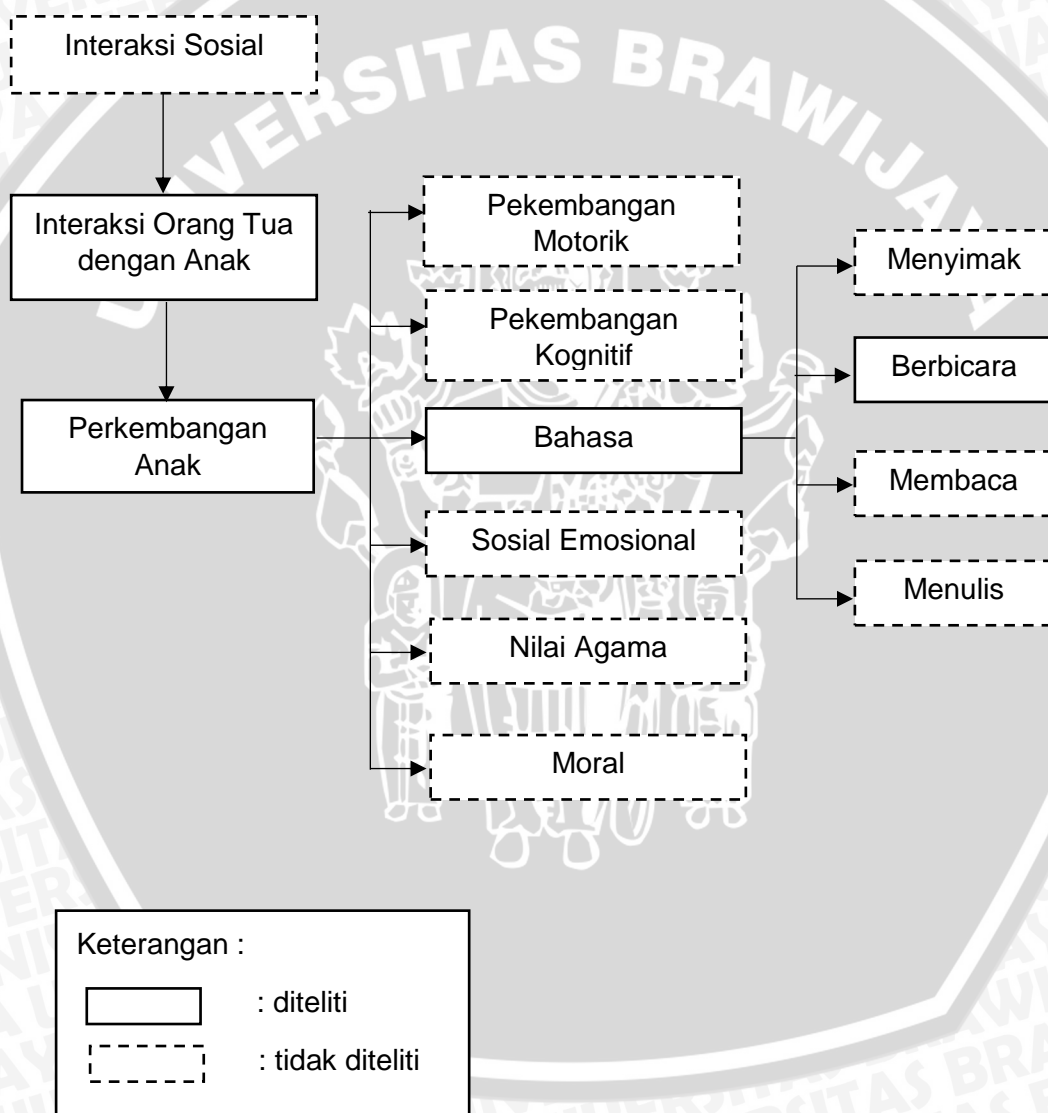 UNIVERSITAS BRAWIJAYA
Interaksi Sosial
Interaksi Orang Tua
dengan Anak
Perkembangan
Anak
Pekembangan
Motorik
Pekembangan
Kognitif
Bahasa
Sosial Emosional
Nilai Agama
Moral
Menyimak
Berbicara
Membaca
Menulis
Keterangan :
: diteliti
: tidak diteliti